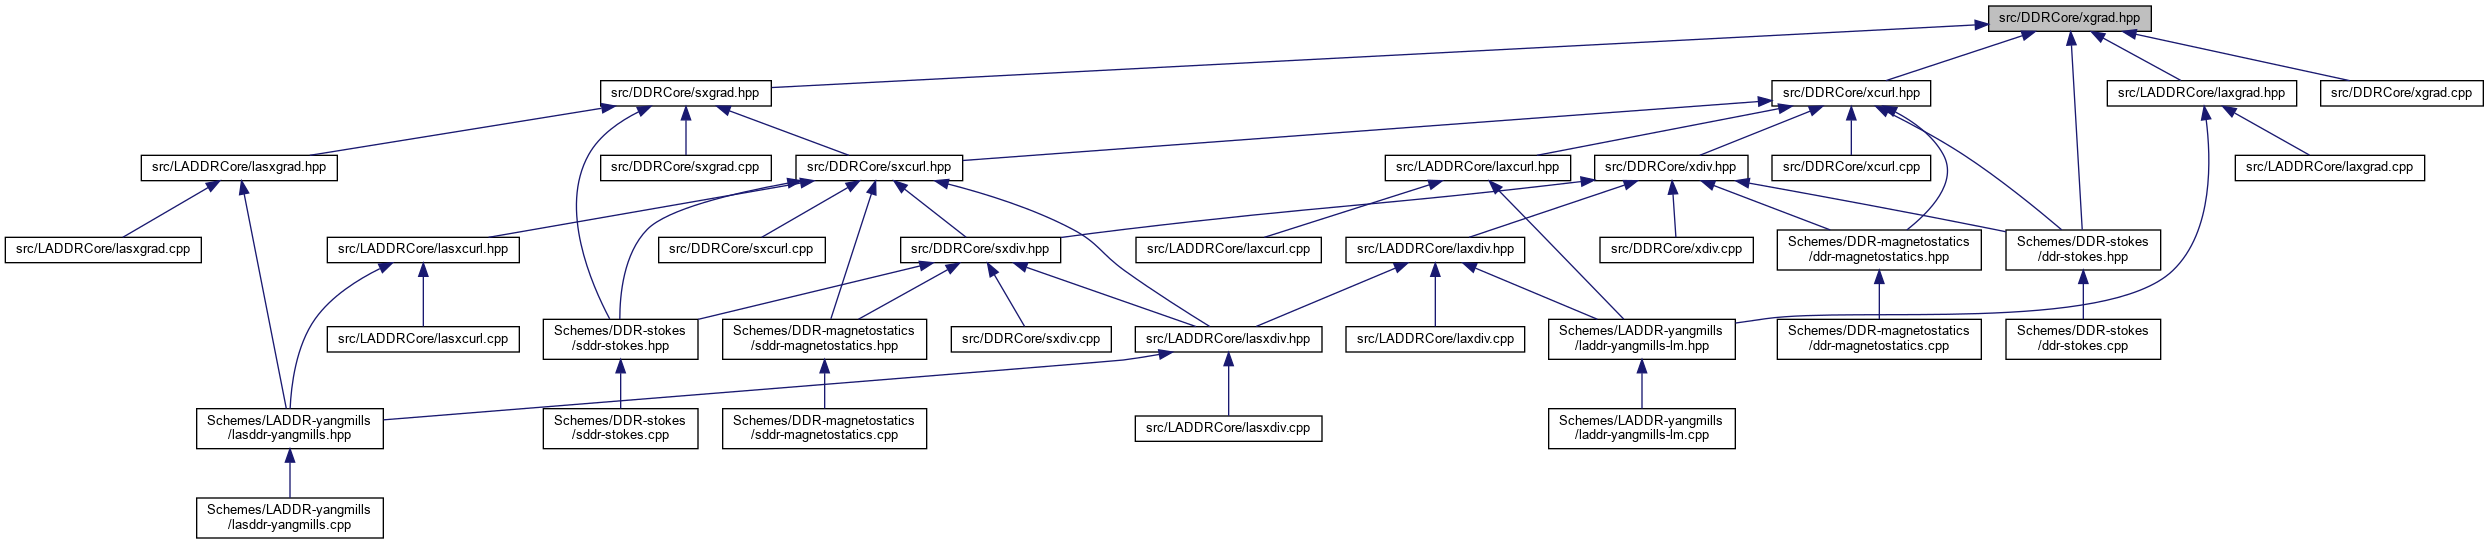 src/DDRCore/xgrad.hpp
src/DDRCore/sxgrad.hpp
src/DDRCore/xcurl.hpp
src/LADDRCore/laxgrad.hpp
src/DDRCore/xgrad.cpp
src/LADDRCore/lasxgrad.hpp
src/DDRCore/sxgrad.cpp
src/DDRCore/sxcurl.hpp
src/LADDRCore/laxcurl.hpp
src/DDRCore/xdiv.hpp
src/DDRCore/xcurl.cpp
src/LADDRCore/laxgrad.cpp
src/LADDRCore/lasxgrad.cpp
src/LADDRCore/lasxcurl.hpp
src/DDRCore/sxcurl.cpp
src/DDRCore/sxdiv.hpp
src/LADDRCore/laxcurl.cpp
src/LADDRCore/laxdiv.hpp
src/DDRCore/xdiv.cpp
Schemes/DDR-magnetostatics
/ddr-magnetostatics.hpp
Schemes/DDR-stokes
/ddr-stokes.hpp
src/LADDRCore/lasxcurl.cpp
Schemes/DDR-stokes
/sddr-stokes.hpp
Schemes/DDR-magnetostatics
/sddr-magnetostatics.hpp
src/DDRCore/sxdiv.cpp
src/LADDRCore/lasxdiv.hpp
src/LADDRCore/laxdiv.cpp
Schemes/LADDR-yangmills
/laddr-yangmills-lm.hpp
Schemes/DDR-magnetostatics
/ddr-magnetostatics.cpp
Schemes/DDR-stokes
/ddr-stokes.cpp
Schemes/LADDR-yangmills
/lasddr-yangmills.hpp
Schemes/DDR-stokes
/sddr-stokes.cpp
Schemes/DDR-magnetostatics
/sddr-magnetostatics.cpp
src/LADDRCore/lasxdiv.cpp
Schemes/LADDR-yangmills
/laddr-yangmills-lm.cpp
Schemes/LADDR-yangmills
/lasddr-yangmills.cpp